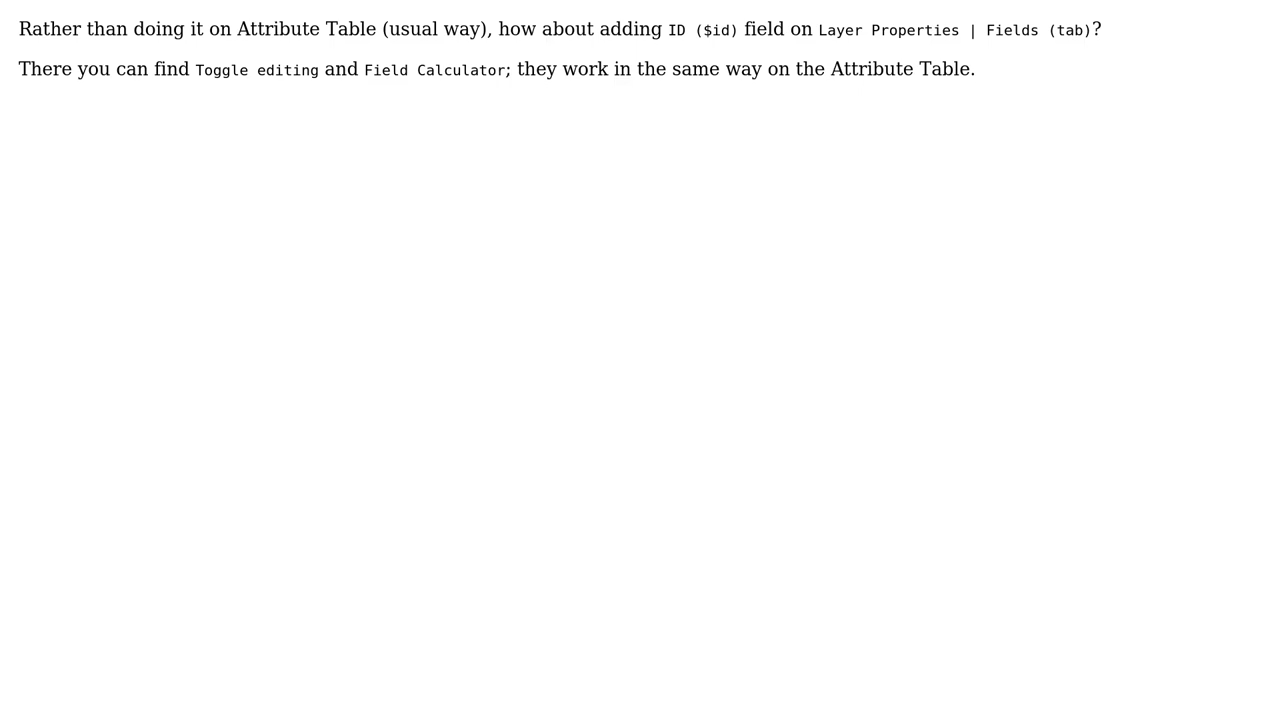 Rather than doing it on Attribute Table (usual way), how about adding ID ($id) field on Layer Properties | Fields (tab)?
There you can find Toggle editing and Field Calculator; they work in the same way on the Attribute Table.